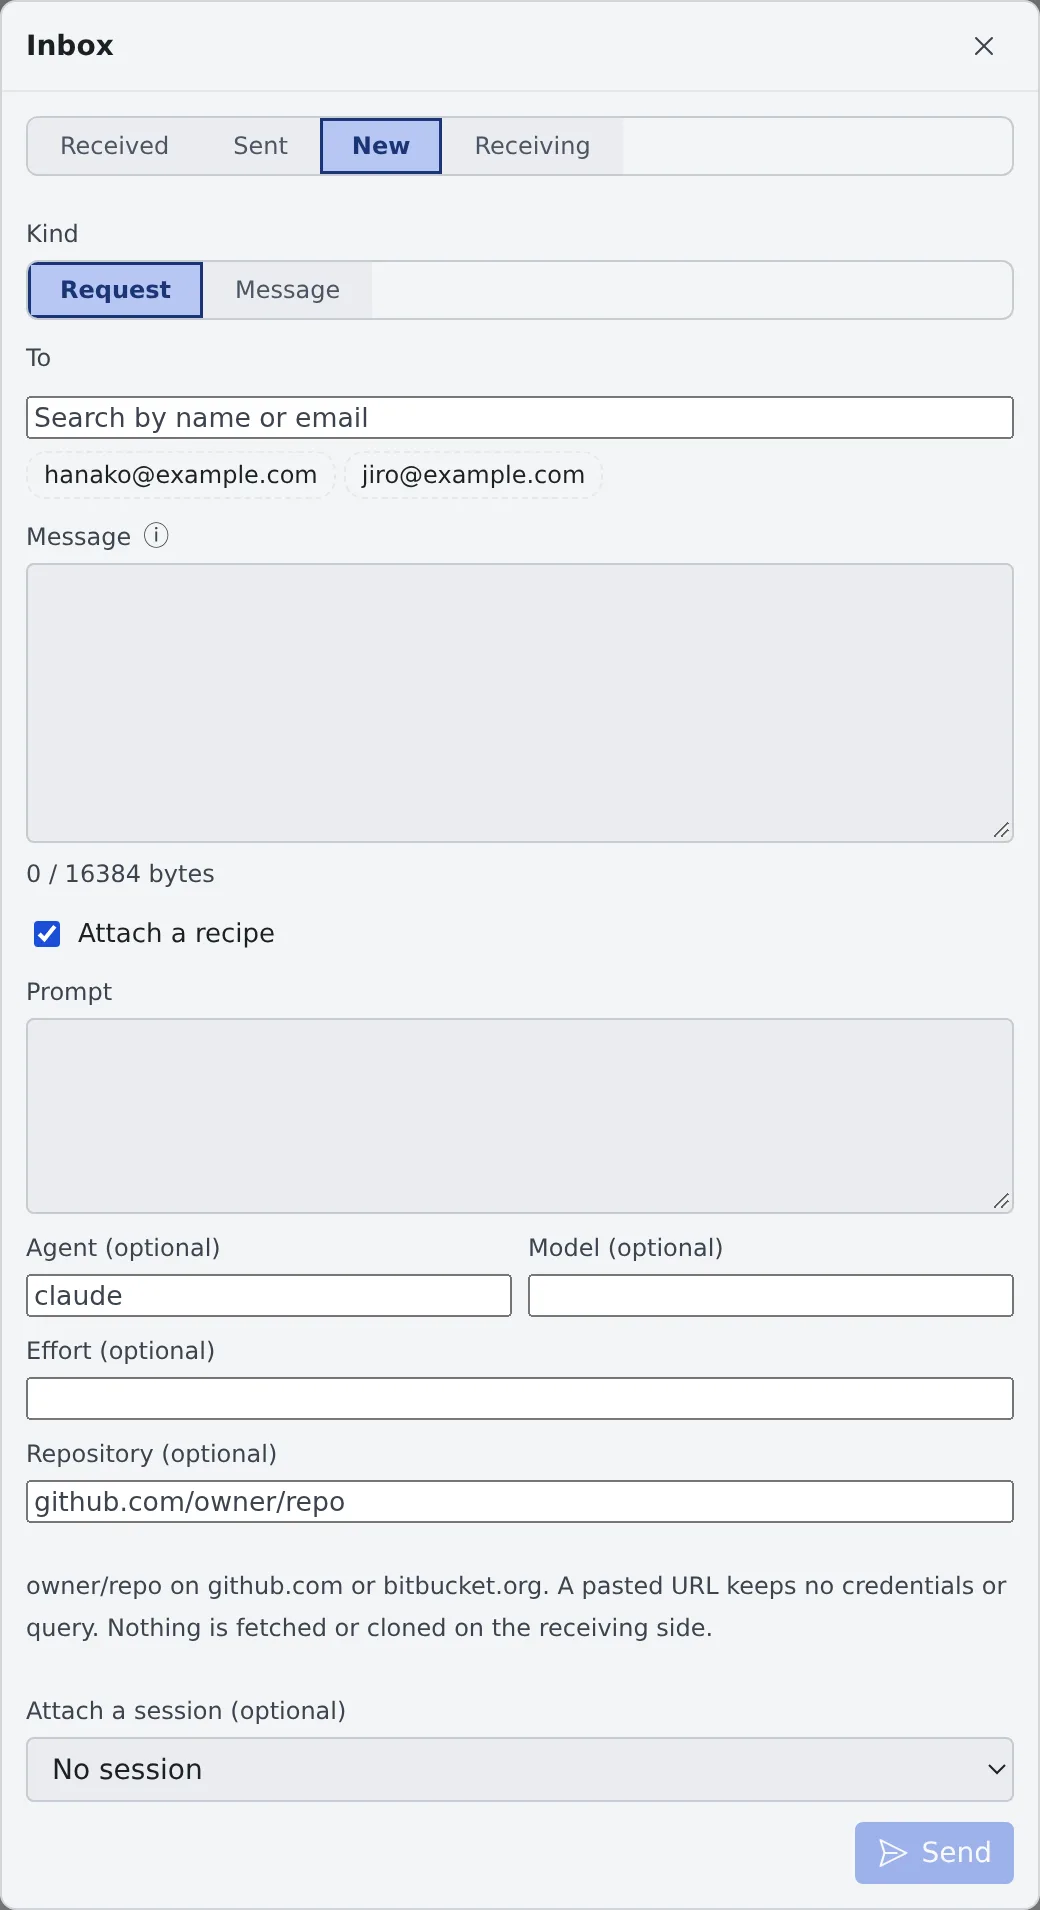 Inbox
Received Sent New Receiving
Kind
Request Message
To
Search by name or email
hanako@example.com jiro@example.com
Message
0 / 16384 bytes
Attach a recipe
Prompt
Agent (optional) Model (optional)
claude
Effort (optional)
Repository (optional)
github.com/owner/repo
owner/repo on github.com or bitbucket.org. A pasted URL keeps no credentials or
query. Nothing is fetched or cloned on the receiving side.
Attach a session (optional)
No session
Send